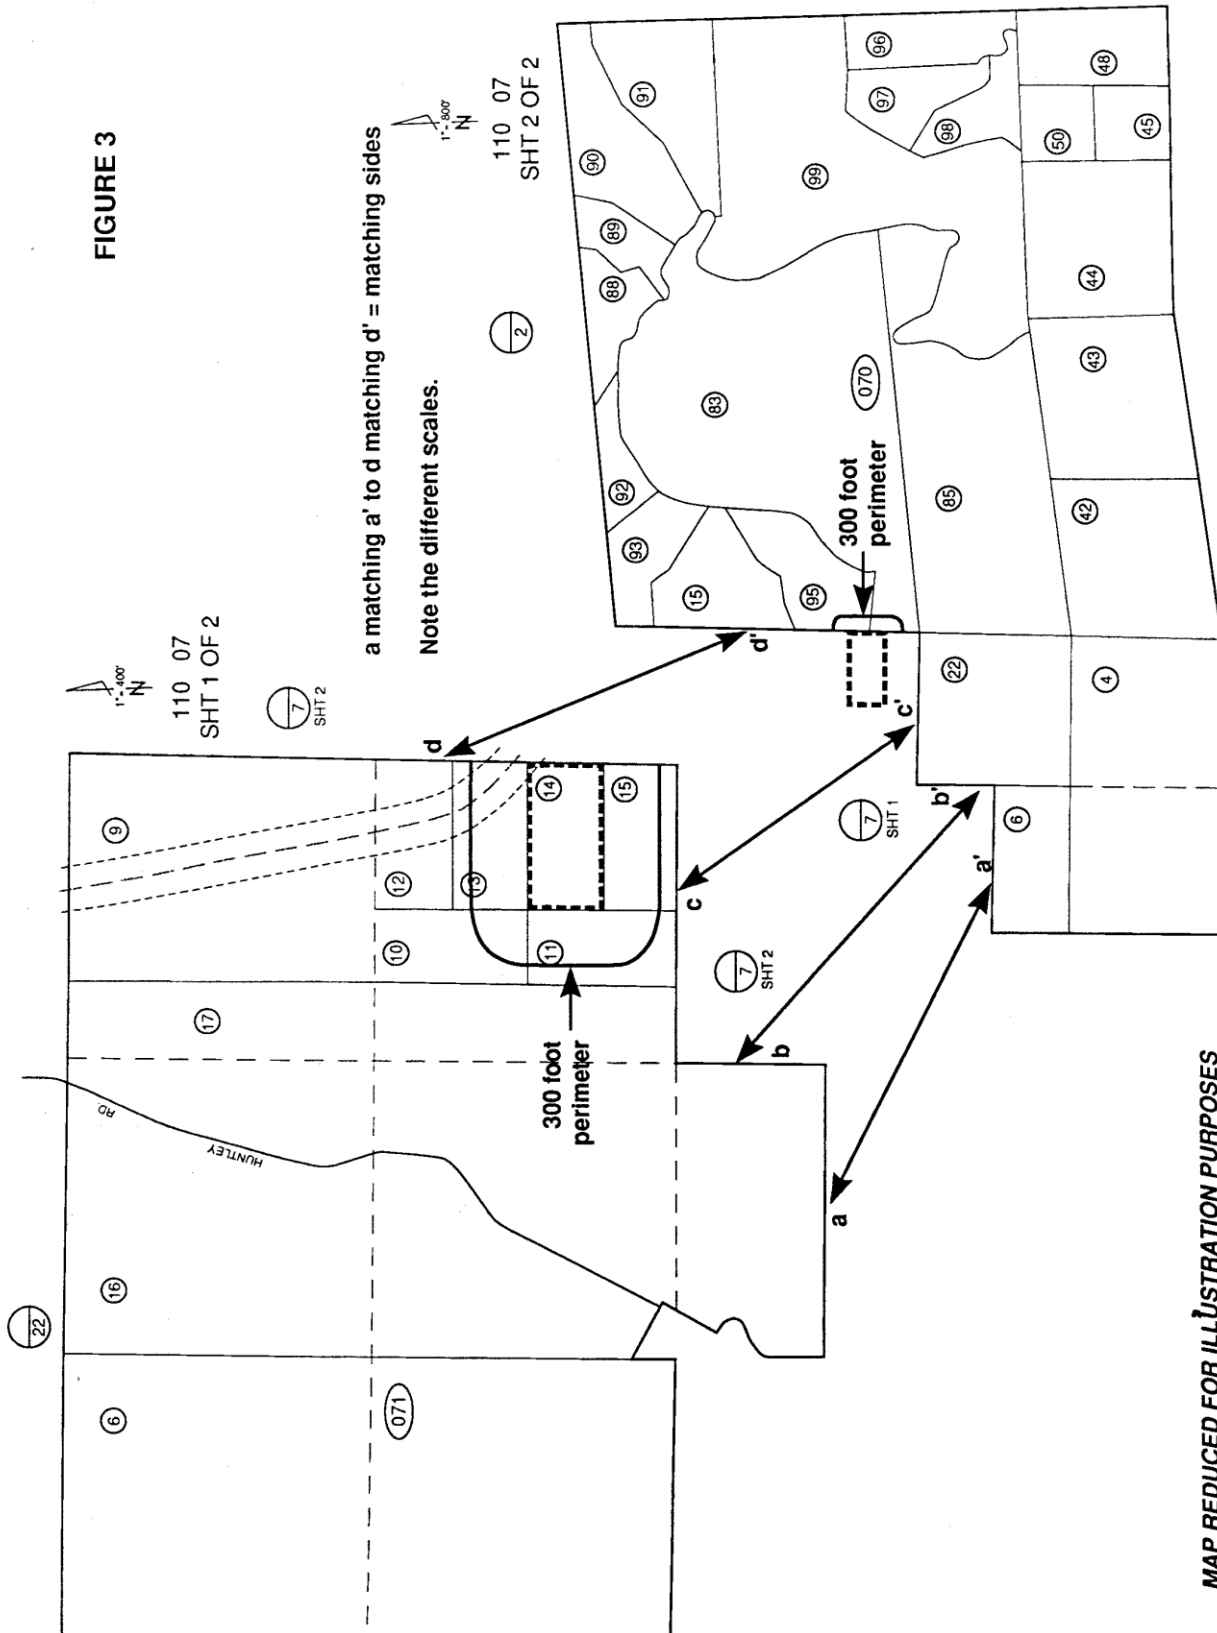 FIGURE 3
a matching a' to d matching d' = matching sides
Note the different scales.
1"-400'
N
110 07
SHT 1 OF 2
7
SHT 2
22
6
16
17
9
10
12
13
11
14
15
071
HUNTLEY
RD
300 foot
perimeter
a
b
c
d
7
SHT 2
1"-800'
N
110 07
SHT 2 OF 2
2
7
SHT 1
91
90
89
88
92
93
15
95
83
99
96
97
98
48
50
45
44
43
42
85
070
22
4
6
300 foot
perimeter
a'
b'
c'
d'
MAP REDUCED FOR ILLUSTRATION PURPOSES